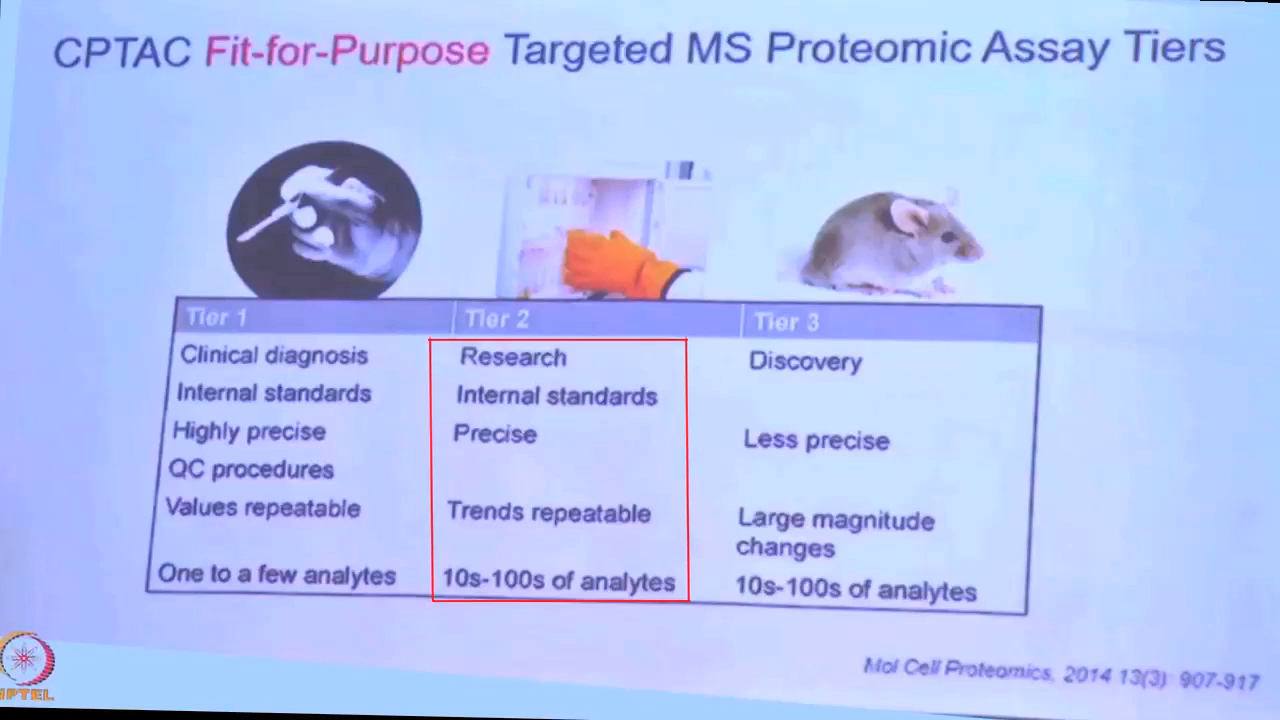 CPTAC Fit-for-Purpose Targeted MS Proteomic Assay Tiers
Tier 1
Clinical diagnosis
Internal standards
Highly precise
QC procedures
Values repeatable
One to a few analytes
Tier 2
Research
Internal standards
Precise
Trends repeatable
10s-100s of analytes
Tier 3
Discovery
Less precise
Large magnitude
changes
10s-100s of analytes
Mol Cell Proteomics, 2014 13(3): 907-917
NPTEL